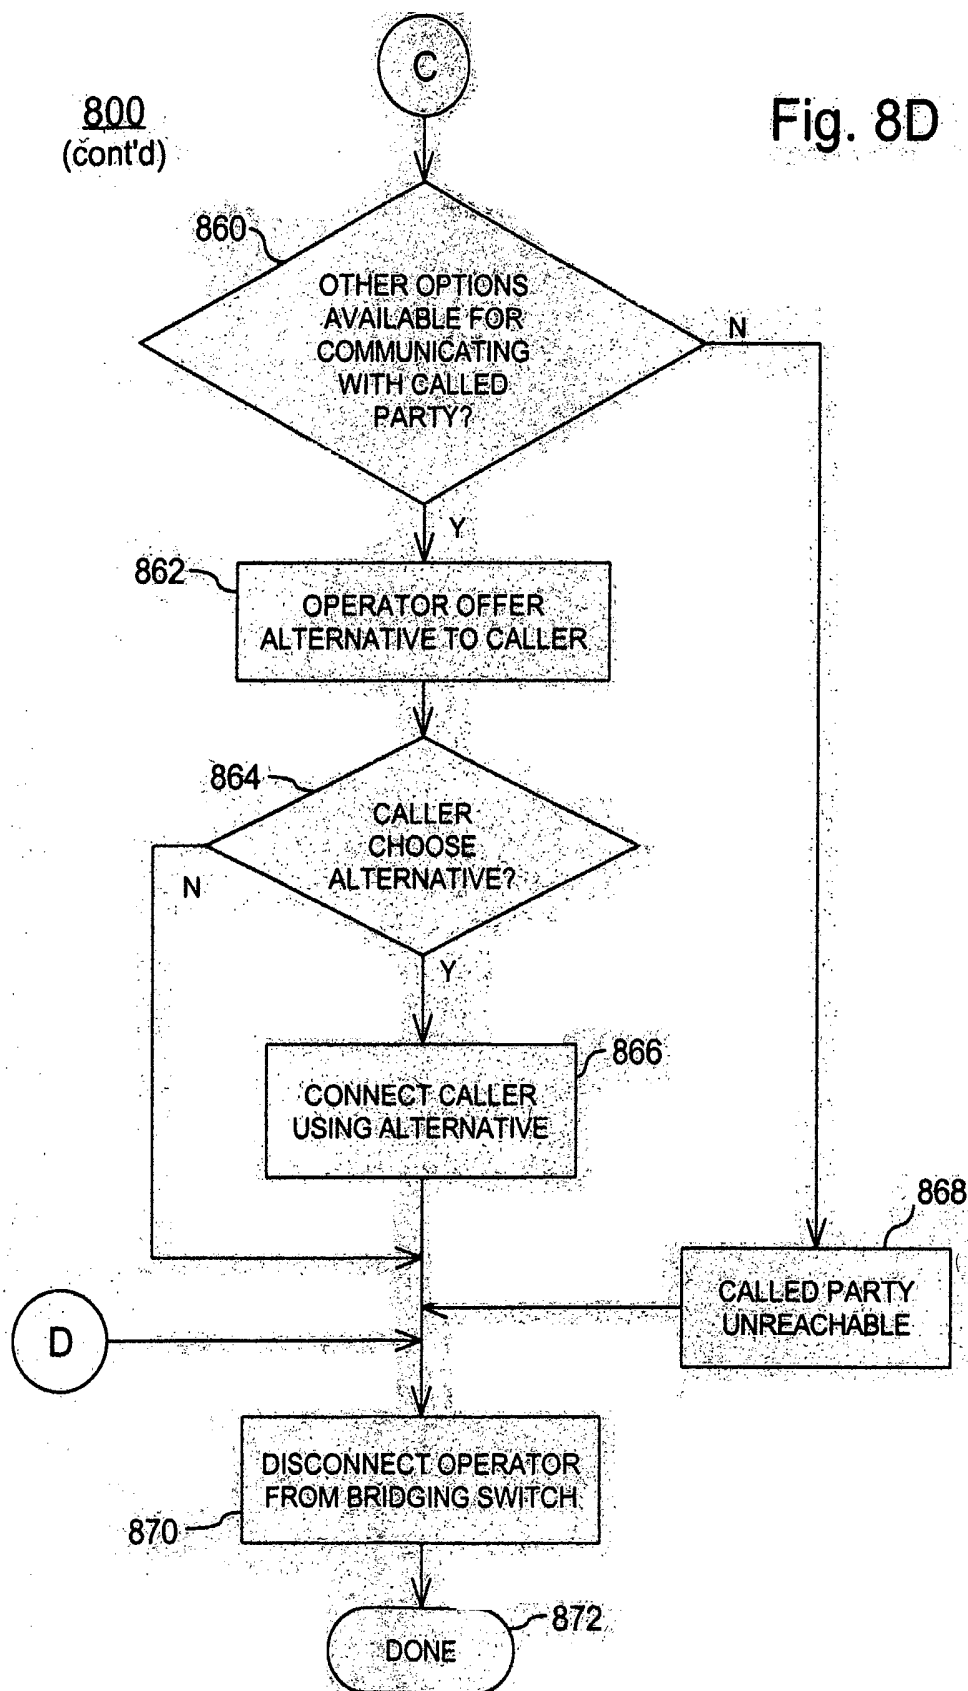 C
800
(cont'd)
Fig. 8D
860
OTHER OPTIONS
AVAILABLE FOR
COMMUNICATING
WITH CALLED
PARTY?
N
Y
862
OPERATOR OFFER
ALTERNATIVE TO CALLER
864
CALLER
CHOOSE
ALTERNATIVE?
N
Y
866
CONNECT CALLER
USING ALTERNATIVE
868
CALLED PARTY
UNREACHABLE
D
DISCONNECT OPERATOR
FROM BRIDGING SWITCH
870
872
DONE